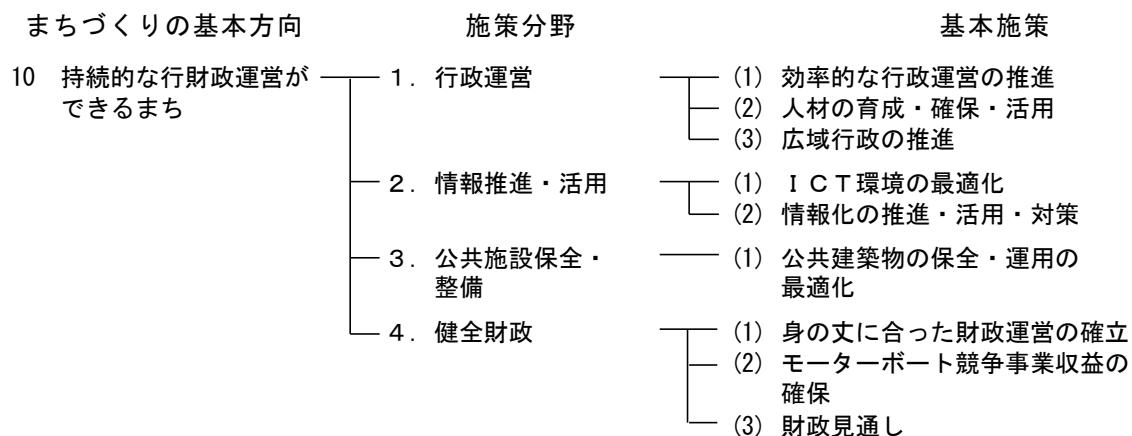 まちづくりの基本方向 施策分野 基本施策
10 持続的な行財政運営が
できるまち
1. 行政運営
(1) 効率的な行政運営の推進
(2) 人材の育成・確保・活用
(3) 広域行政の推進
2. 情報推進・活用
(1) ICT環境の最適化
(2) 情報化の推進・活用・対策
3. 公共施設保全・
整備
(1) 公共建築物の保全・運用の
最適化
4. 健全財政
(1) 身の丈に合った財政運営の確立
(2) モーターボート競争事業収益の
確保
(3) 財政見通し